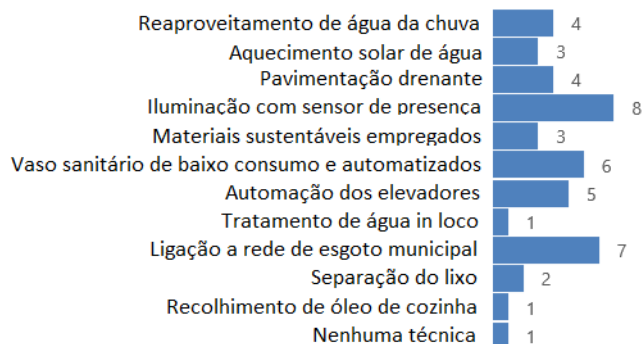 Reaproveitamento de água da chuva 4
Aquecimento solar de água 3
Pavimentação drenante 4
Iluminação com sensor de presença 8
Materiais sustentáveis empregados 3
Vaso sanitário de baixo consumo e automatizados 6
Automação dos elevadores 5
Tratamento de água in loco 1
Ligação a rede de esgoto municipal 7
Separação do lixo 2
Recolhimento de óleo de cozinha 1
Nenhuma técnica 1